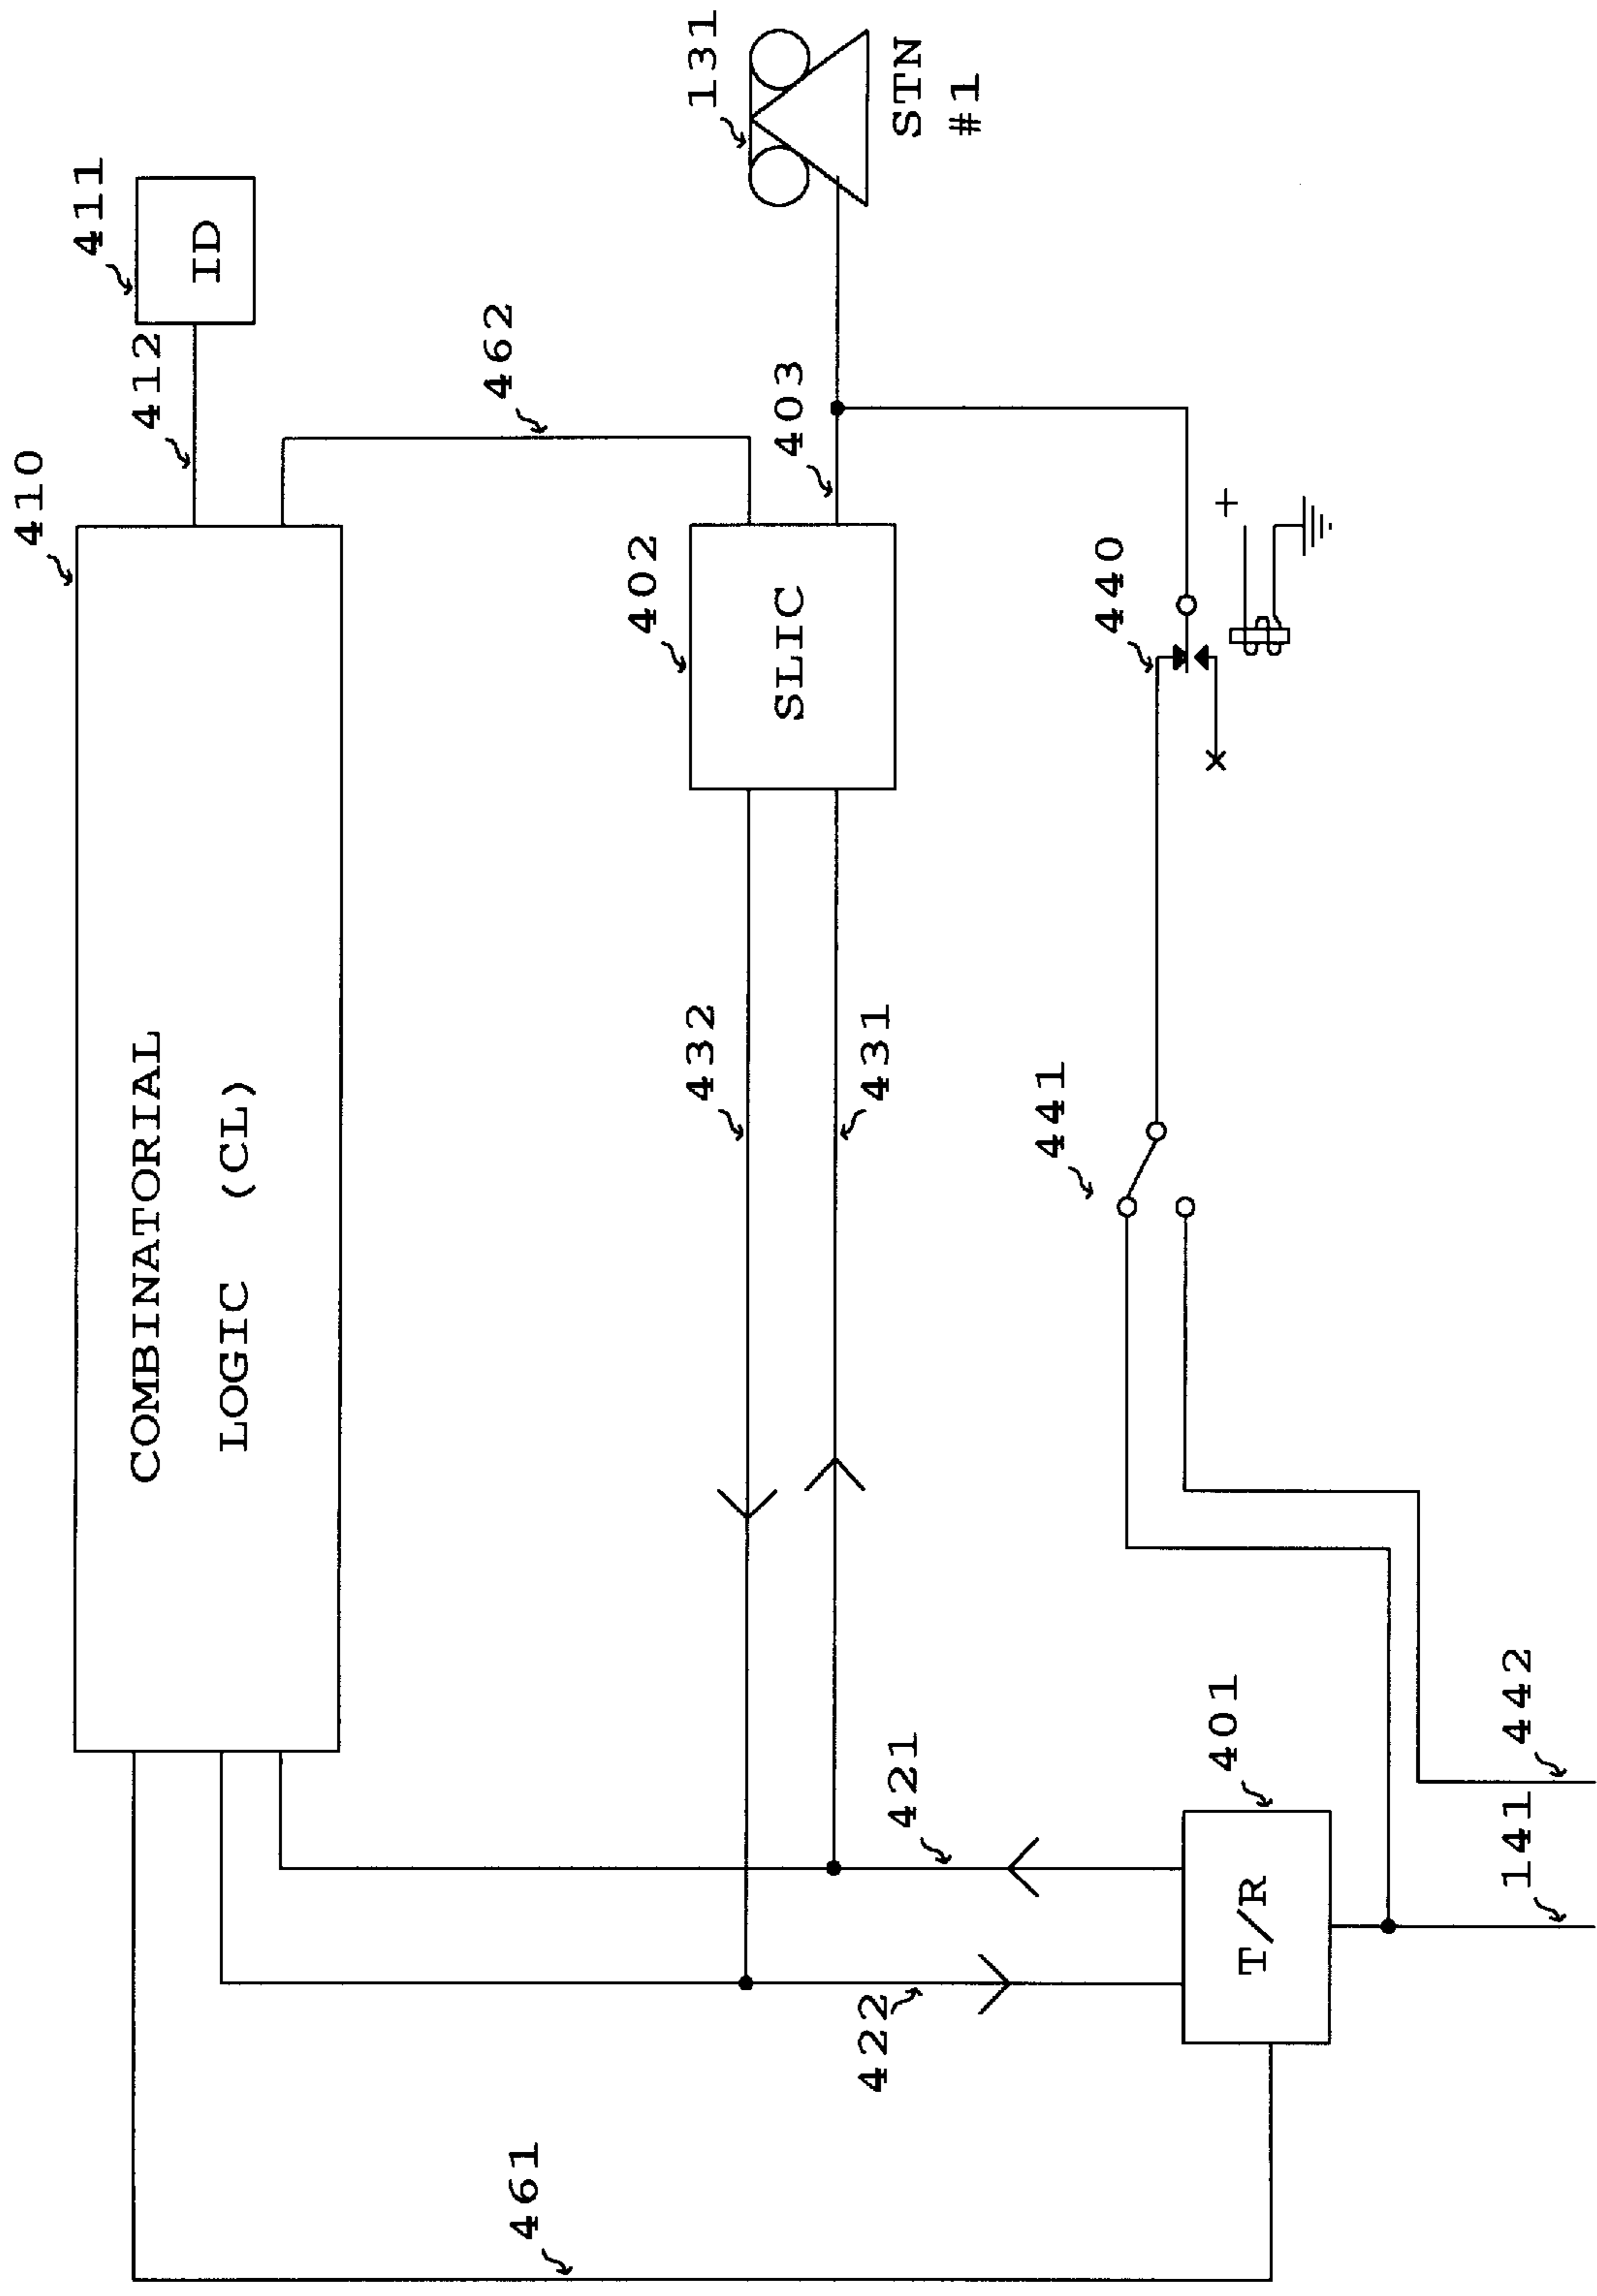 410
411
412
ID
COMBINATORIAL
LOGIC (CL)
462
461
131
STN
#1
402
403
SLIC
432
431
440
+
x
441
421
422
401
T/R
442
141